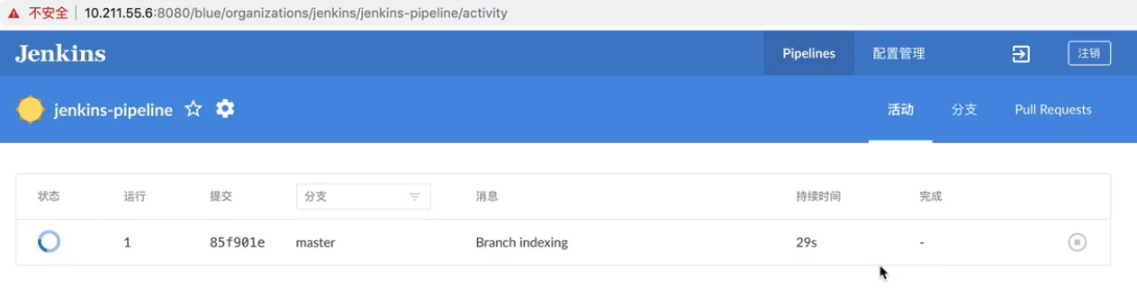 不安全 10.211.55.6:8080/blue/organizations/jenkins/jenkins-pipeline/activity
Jenkins Pipelines 配置管理 注销
jenkins-pipeline 活动 分支 Pull Requests
状态 运行 提交 分支 消息 持续时间 完成
1 85f901e master Branch indexing 29s -